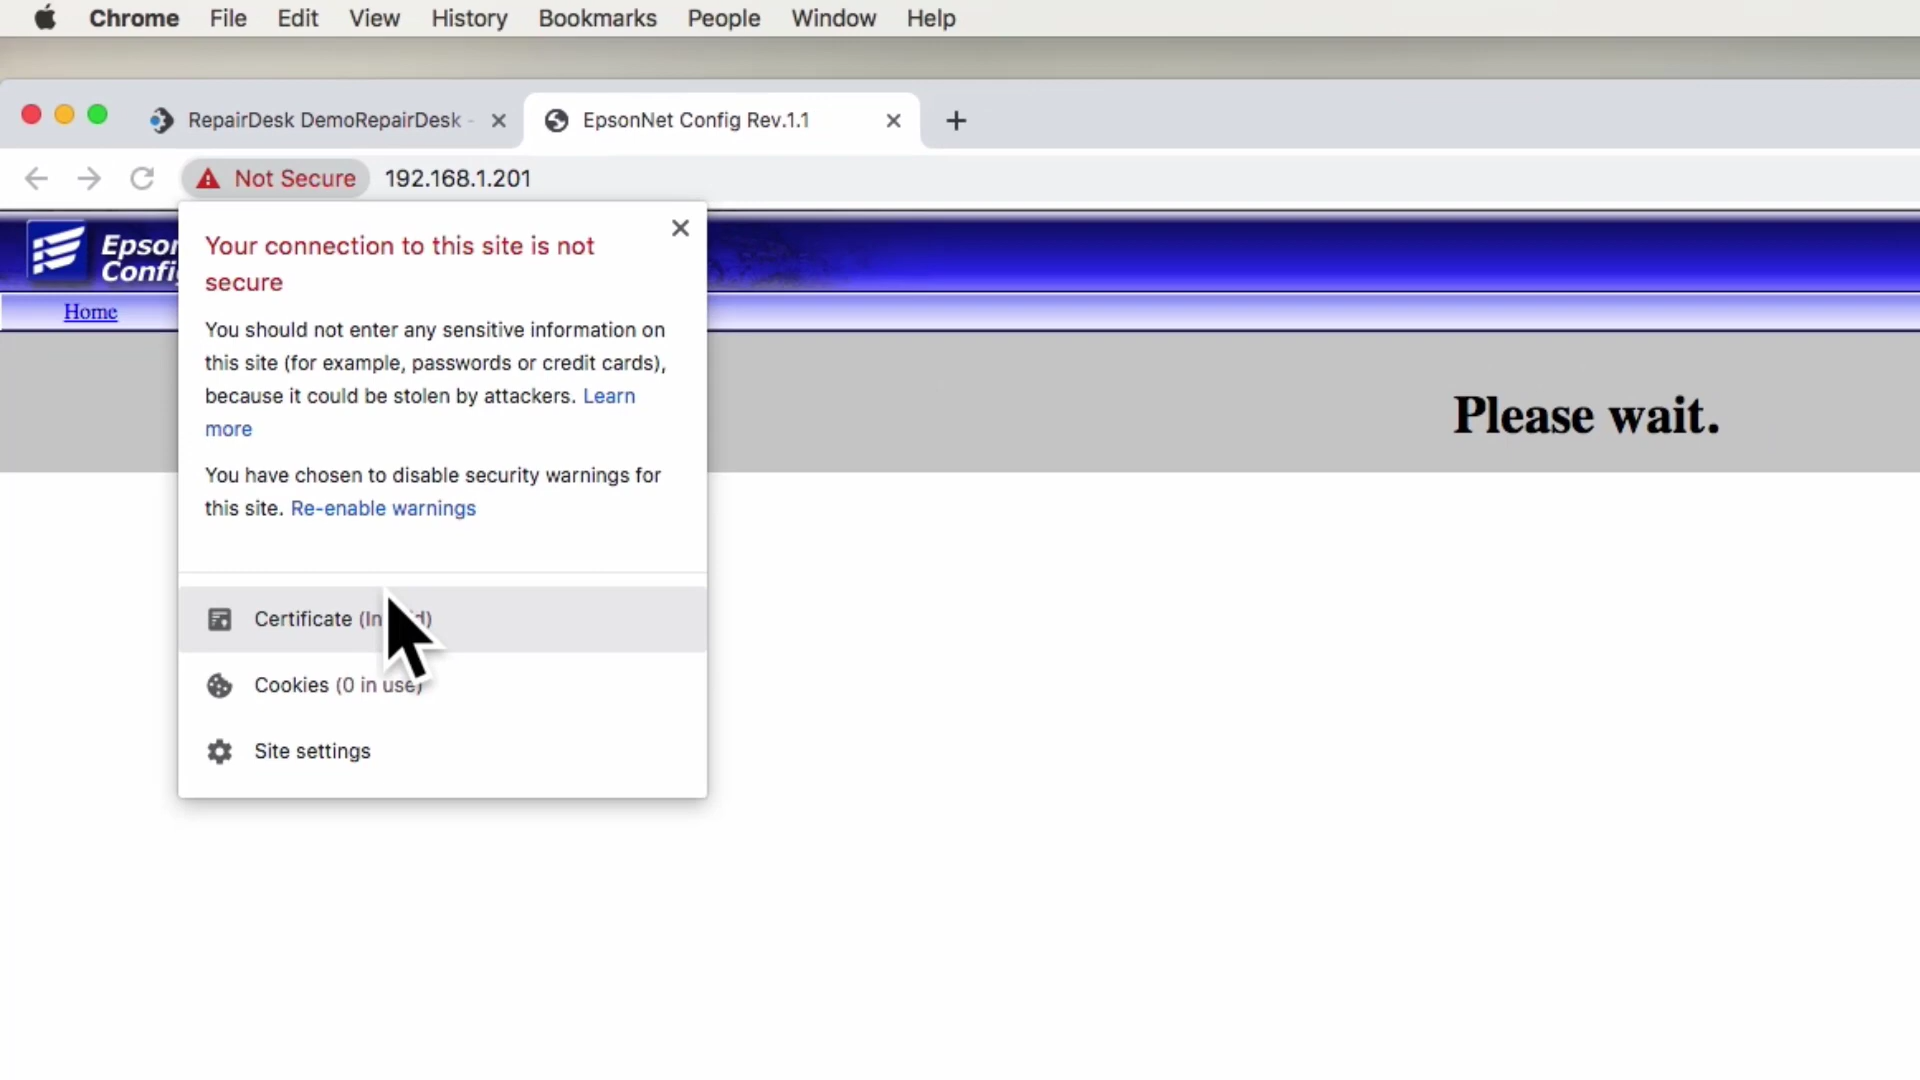 Chrome File Edit View History Bookmarks People Window Help
RepairDesk DemoRepairDesk - EpsonNet Config Rev.1.1
Not Secure 192.168.1.201
Your connection to this site is not
secure
You should not enter any sensitive information on
this site (for example, passwords or credit cards),
because it could be stolen by attackers. Learn
more
You have chosen to disable security warnings for
this site. Re-enable warnings
Certificate
Cookies (0 in use)
Site settings
Home
Please wait.